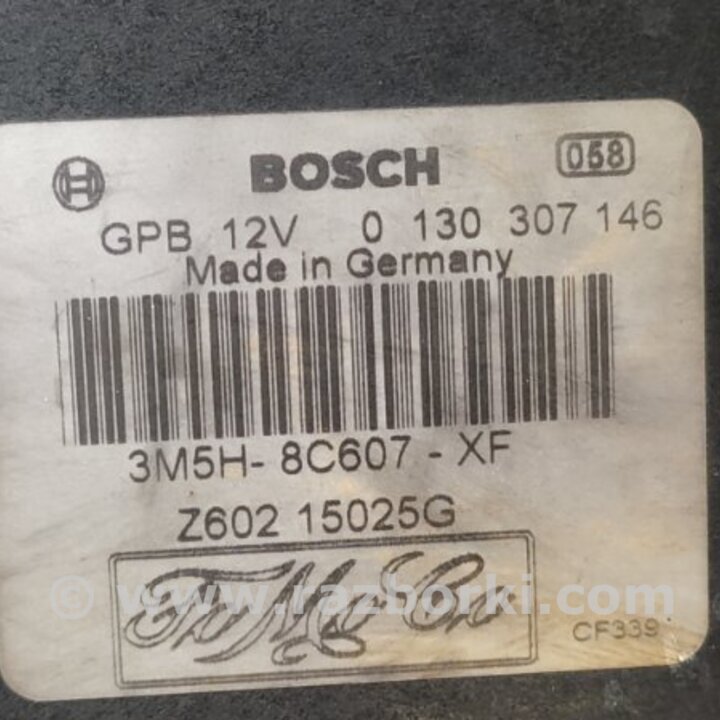 BOSCH 058
GPB 12V 0 130 307 146
Made in Germany
3M5H- 8C607 - XF
Z602 15025G
FoMoCo
© www.razborki.com
CF339